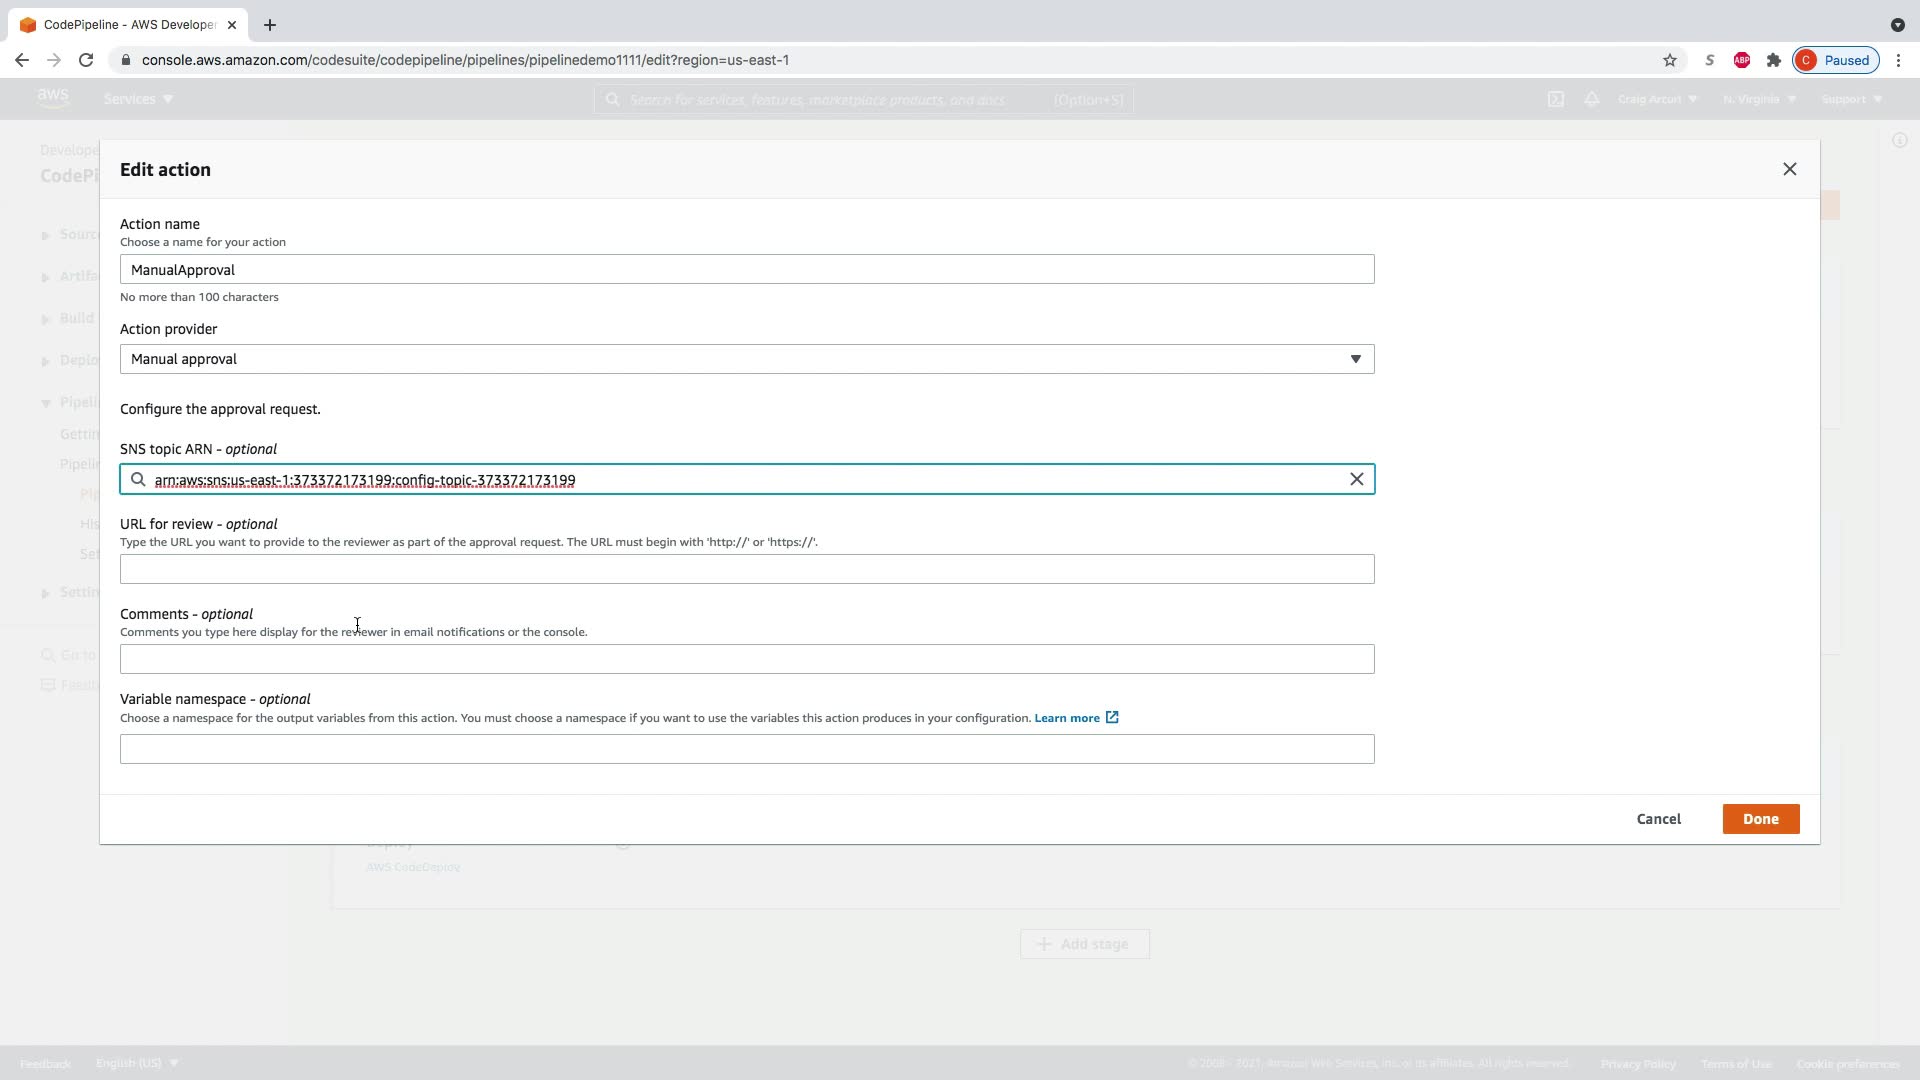 CodePipeline - AWS Developer
console.aws.amazon.com/codesuite/codepipeline/pipelines/pipelinedemo1111/edit?region=us-east-1
S
ABP
C
Paused
aws
Services
Search for services, features, marketplace products, and docs
[Option+S]
Craig Arcuri
N. Virginia
Support
Develope
CodePi
Source
Artifa
Build
Deplo
Pipeli
Gettin
Pipelin
Pip
His
Set
Settin
Go to
Feedb
Edit action
Action name
Choose a name for your action
ManualApproval
No more than 100 characters
Action provider
Manual approval
Configure the approval request.
SNS topic ARN - optional
arn:aws:sns:us-east-1:373372173199:config-topic-373372173199
URL for review - optional
Type the URL you want to provide to the reviewer as part of the approval request. The URL must begin with 'http://' or 'https://'.
Comments - optional
Comments you type here display for the reviewer in email notifications or the console.
Variable namespace - optional
Choose a namespace for the output variables from this action. You must choose a namespace if you want to use the variables this action produces in your configuration. Learn more
Cancel
Done
Deploy
AWS CodeDeploy
Add stage
Feedback
English (US)
© 2008 - 2021, Amazon Web Services, Inc. or its affiliates. All rights reserved.
Privacy Policy
Terms of Use
Cookie preferences